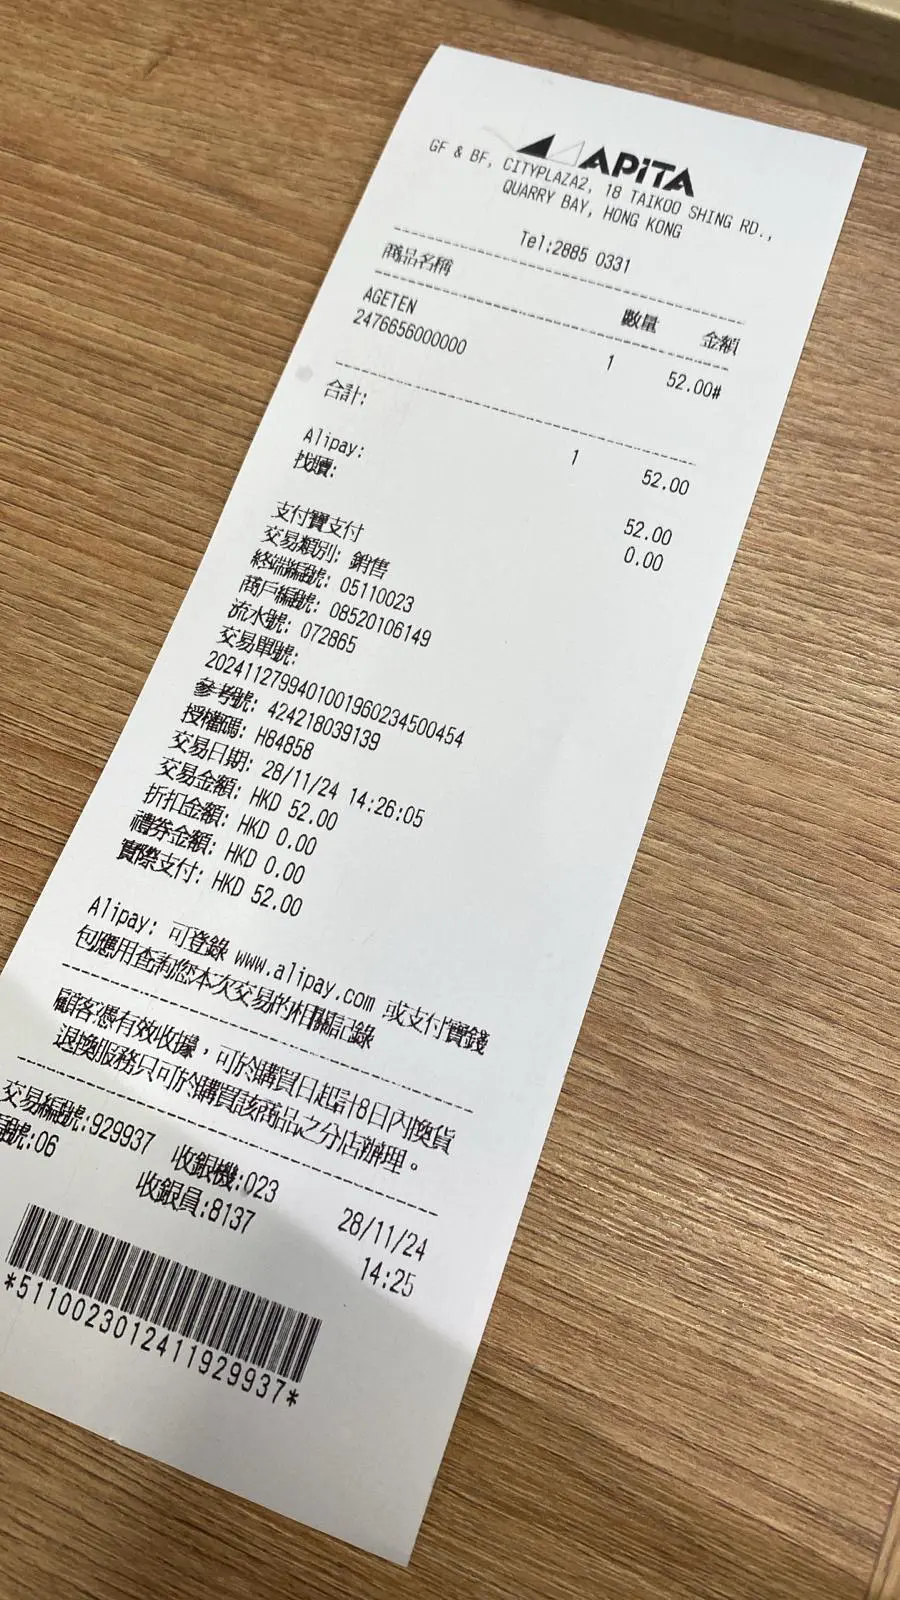 APiTA
GF & BF, CITYPLAZA2, 18 TAIKOO SHING RD.,
QUARRY BAY, HONG KONG
Tel:2885 0331
商品名稱 數量 金額
AGETEN
2476656000000 1 52.00#
合計: 1 52.00
Alipay: 52.00
找贖: 0.00
支付寶支付
交易類別: 銷售
終端編號: 05110023
商戶編號: 08520106149
流水號: 072865
交易單號:
2024112799401001960234500454
參考號: 424218039139
授權碼: H84858
交易日期: 28/11/24 14:26:05
交易金額: HKD 52.00
折扣金額: HKD 0.00
禮券金額: HKD 0.00
實際支付: HKD 52.00
Alipay: 可登錄 www.alipay.com 或支付寶錢
包應用查詢您本次交易的相關記錄
顧客憑有效收據，可於購買日起計8日內換貨
退換服務只可於購買該商品之分店辦理。
交易編號:929937 收銀機:023 28/11/24
號:06 收銀員:8137 14:25
*511002301241192​9937*